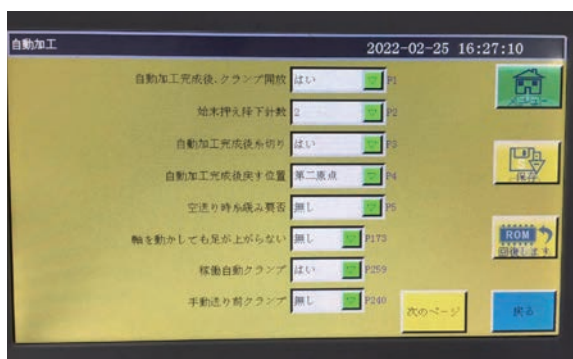 自動加工
2022-02-25 16:27:10
自動加工完成後、クランプ開放 はい P1
始末押え降下計数 2 P2
自動加工完成後糸切り はい P3
自動加工完成後戻す位置 第二原点 P4
空送り時糸緩み要否 無し P5
軸を動かしても足が上がらない 無し P173
稼働自動クランプ はい P259
手動送り前クランプ 無し P240
メニュー
保存
ROM
回復します
次のページ
戻る